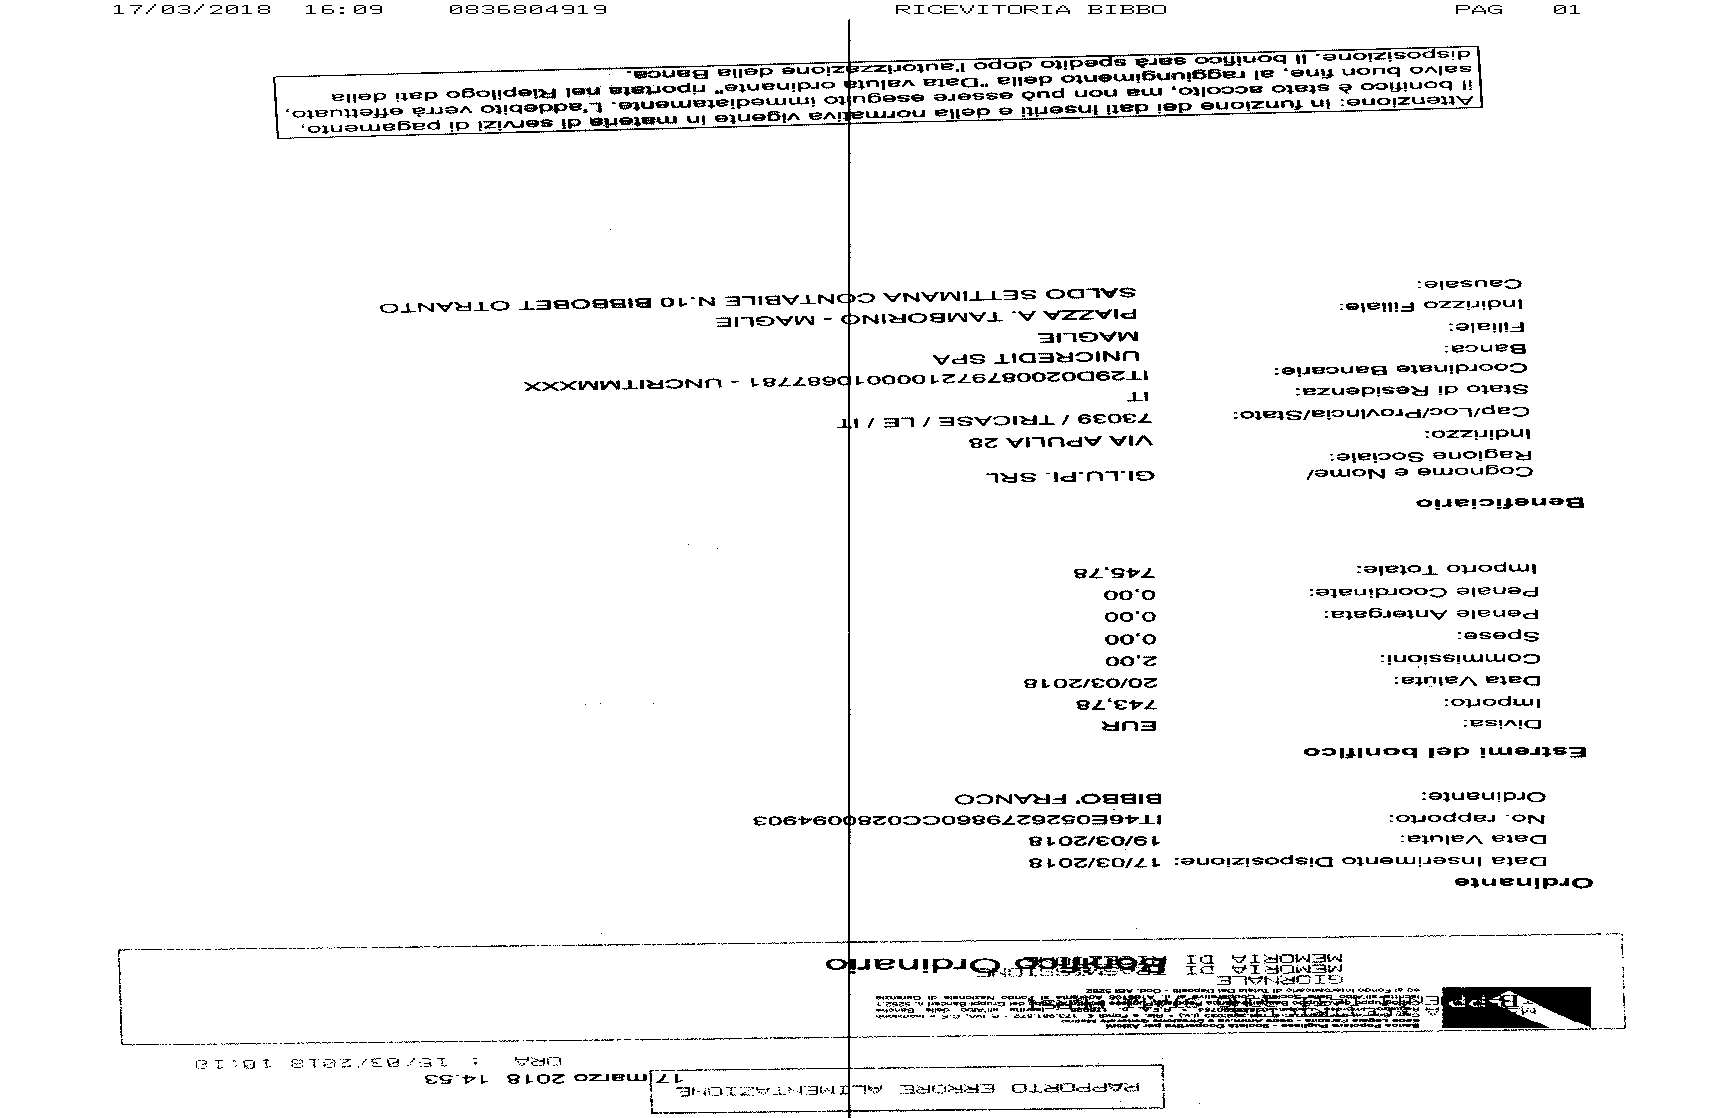 17/03/2018 16:09 0836804919 RICEVITORIA BIBBO PAG 01
RAPPORTO ERRORE ALIMENTAZIONE
17 marzo 2018 14.53
ORA :
GIORNALE
MEMORIA DI
MEMORIA DI
Bonifico Ordinario
Ordinante
Data Inserimento Disposizione: 17/03/2018
Data Valuta: 19/03/2018
No. rapporto: IT46E0526279860CC0280094903
Ordinante: BIBBO' FRANCO
Estremi del bonifico
Divisa: EUR
Importo: 743,78
Data Valuta: 20/03/2018
Commissioni: 2,00
Spese: 0,00
Penale Antergata: 0,00
Penale Coordinate: 0,00
Importo Totale: 745,78
Beneficiario
Cognome e Nome/ GI.LU.PI. SRL
Ragione Sociale:
Indirizzo: VIA APULIA 28
Cap/Loc/Provincia/Stato: 73039 / TRICASE / LE / IT
Stato di Residenza: IT
Coordinate Bancarie: IT29D0200879721000010687781 - UNCRITMMXXX
Banca: UNICREDIT SPA
Filiale: MAGLIE
Indirizzo Filiale: PIAZZA A. TAMBORINO - MAGLIE
Causale: SALDO SETTIMANA CONTABILE N.10 BIBBOBET OTRANTO
Attenzione: in funzione dei dati inseriti e della normativa vigente in materia di servizi di pagamento,
il bonifico è stato accolto, ma non può essere eseguito immediatamente. L'addebito verrà effettuato,
salvo buon fine, al raggiungimento della "Data valuta ordinante" riportata nel Riepilogo dati della
disposizione. Il bonifico sarà spedito dopo l'autorizzazione della Banca.